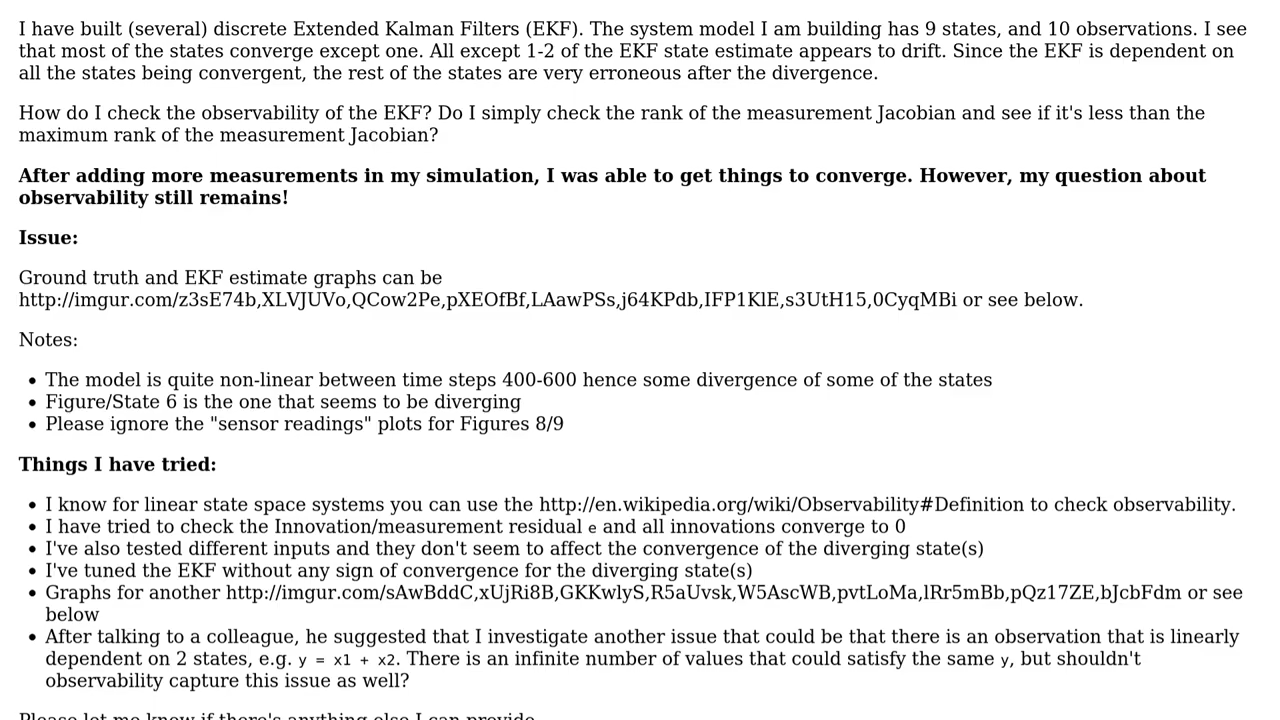 I have built (several) discrete Extended Kalman Filters (EKF). The system model I am building has 9 states, and 10 observations. I see
that most of the states converge except one. All except 1-2 of the EKF state estimate appears to drift. Since the EKF is dependent on
all the states being convergent, the rest of the states are very erroneous after the divergence.
How do I check the observability of the EKF? Do I simply check the rank of the measurement Jacobian and see if it's less than the
maximum rank of the measurement Jacobian?
After adding more measurements in my simulation, I was able to get things to converge. However, my question about
observability still remains!
Issue:
Ground truth and EKF estimate graphs can be
http://imgur.com/z3sE74b,XLVJUVo,QCow2Pe,pXEOfBf,LAawPSs,j64KPdb,IFP1KlE,s3UtH15,0CyqMBi or see below.
Notes:
• The model is quite non-linear between time steps 400-600 hence some divergence of some of the states
• Figure/State 6 is the one that seems to be diverging
• Please ignore the "sensor readings" plots for Figures 8/9
Things I have tried:
• I know for linear state space systems you can use the http://en.wikipedia.org/wiki/Observability#Definition to check observability.
• I have tried to check the Innovation/measurement residual e and all innovations converge to 0
• I've also tested different inputs and they don't seem to affect the convergence of the diverging state(s)
• I've tuned the EKF without any sign of convergence for the diverging state(s)
• Graphs for another http://imgur.com/sAwBddC,xUjRi8B,GKKwlyS,R5aUvsk,W5AscWB,pvtLoMa,lRr5mBb,pQz17ZE,bJcbFdm or see
below
• After talking to a colleague, he suggested that I investigate another issue that could be that there is an observation that is linearly
dependent on 2 states, e.g. y = x1 + x2. There is an infinite number of values that could satisfy the same y, but shouldn't
observability capture this issue as well?
Please let me know if there's anything else I can provide.